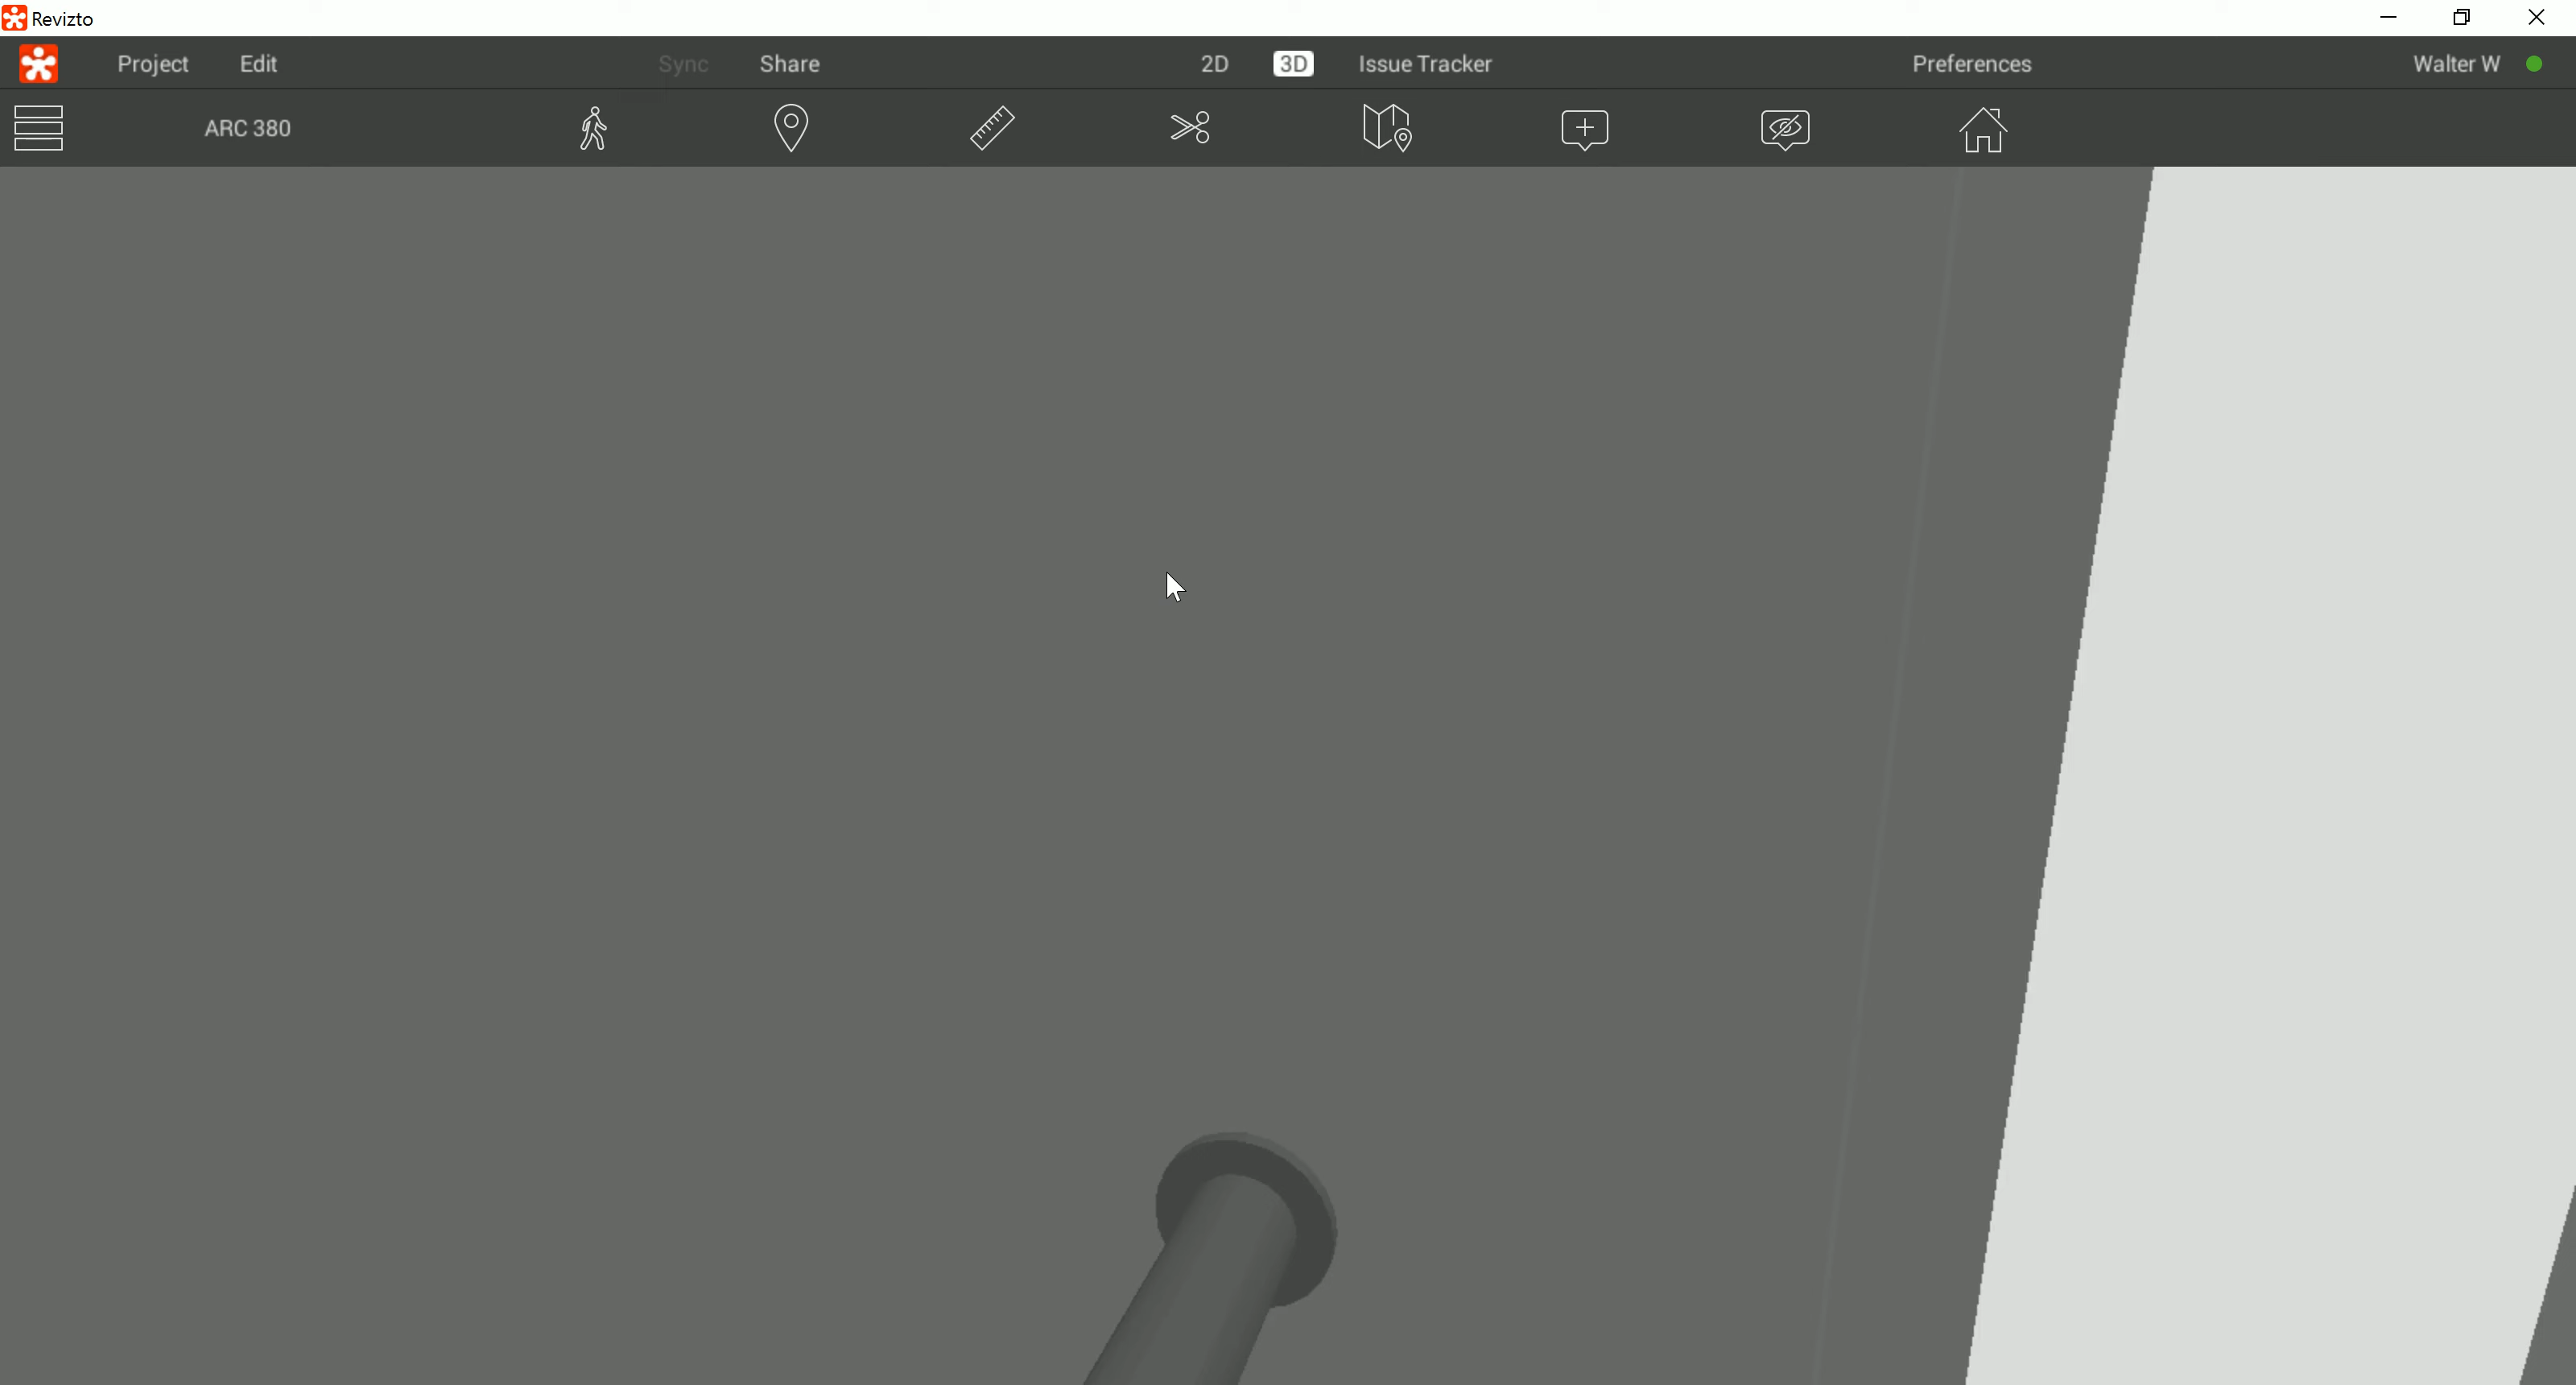 Revizto
Project Edit Sync Share 2D 3D Issue Tracker Preferences Walter W
ARC 380